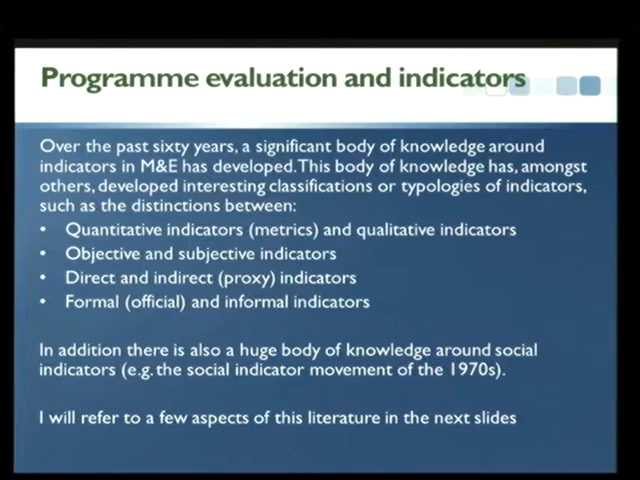 Programme evaluation and indicators
Over the past sixty years, a significant body of knowledge around
indicators in M&E has developed. This body of knowledge has, amongst
others, developed interesting classifications or typologies of indicators,
such as the distinctions between:
• Quantitative indicators (metrics) and qualitative indicators
• Objective and subjective indicators
• Direct and indirect (proxy) indicators
• Formal (official) and informal indicators
In addition there is also a huge body of knowledge around social
indicators (e.g. the social indicator movement of the 1970s).
I will refer to a few aspects of this literature in the next slides